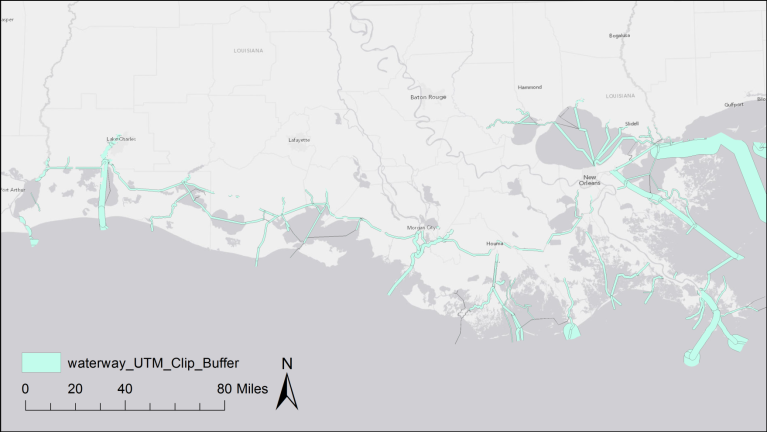 asper
LOUISIANA
Bogalusa
Hammond
LOUISIANA
Baton Rouge
Gulfport
Slidell
Lake Charles
Lafayette
New
Orleans
Port Arthur
Morgan City
Houma
waterway_UTM_Clip_Buffer
N
0 20 40 80 Miles